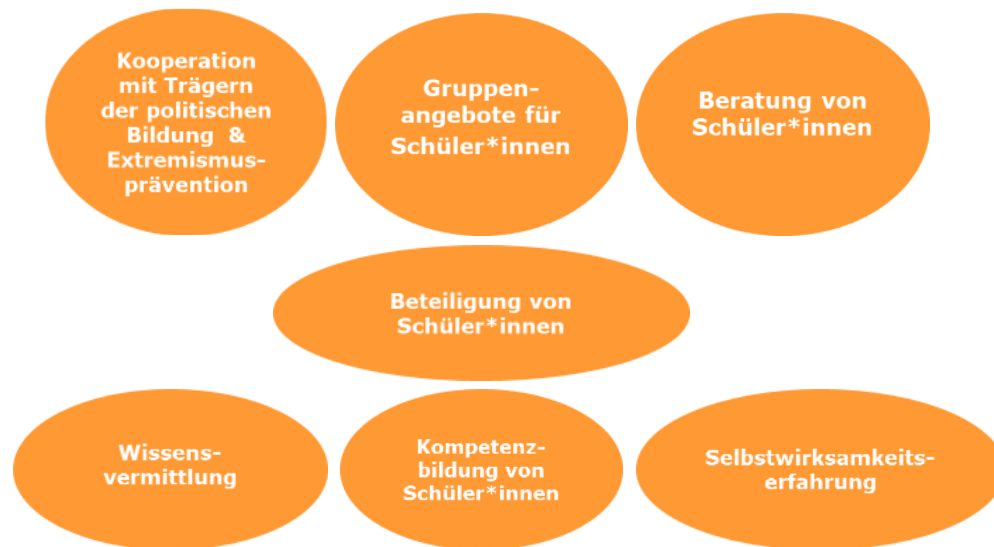 Kooperation
mit Trägern
der politischen
Bildung &
Extremismus-
prävention
Gruppen-
angebote für
Schüler*innen
Beratung von
Schüler*innen
Beteiligung von
Schüler*innen
Wissens-
vermittlung
Kompetenz-
bildung von
Schüler*innen
Selbstwirksamkeits-
erfahrung